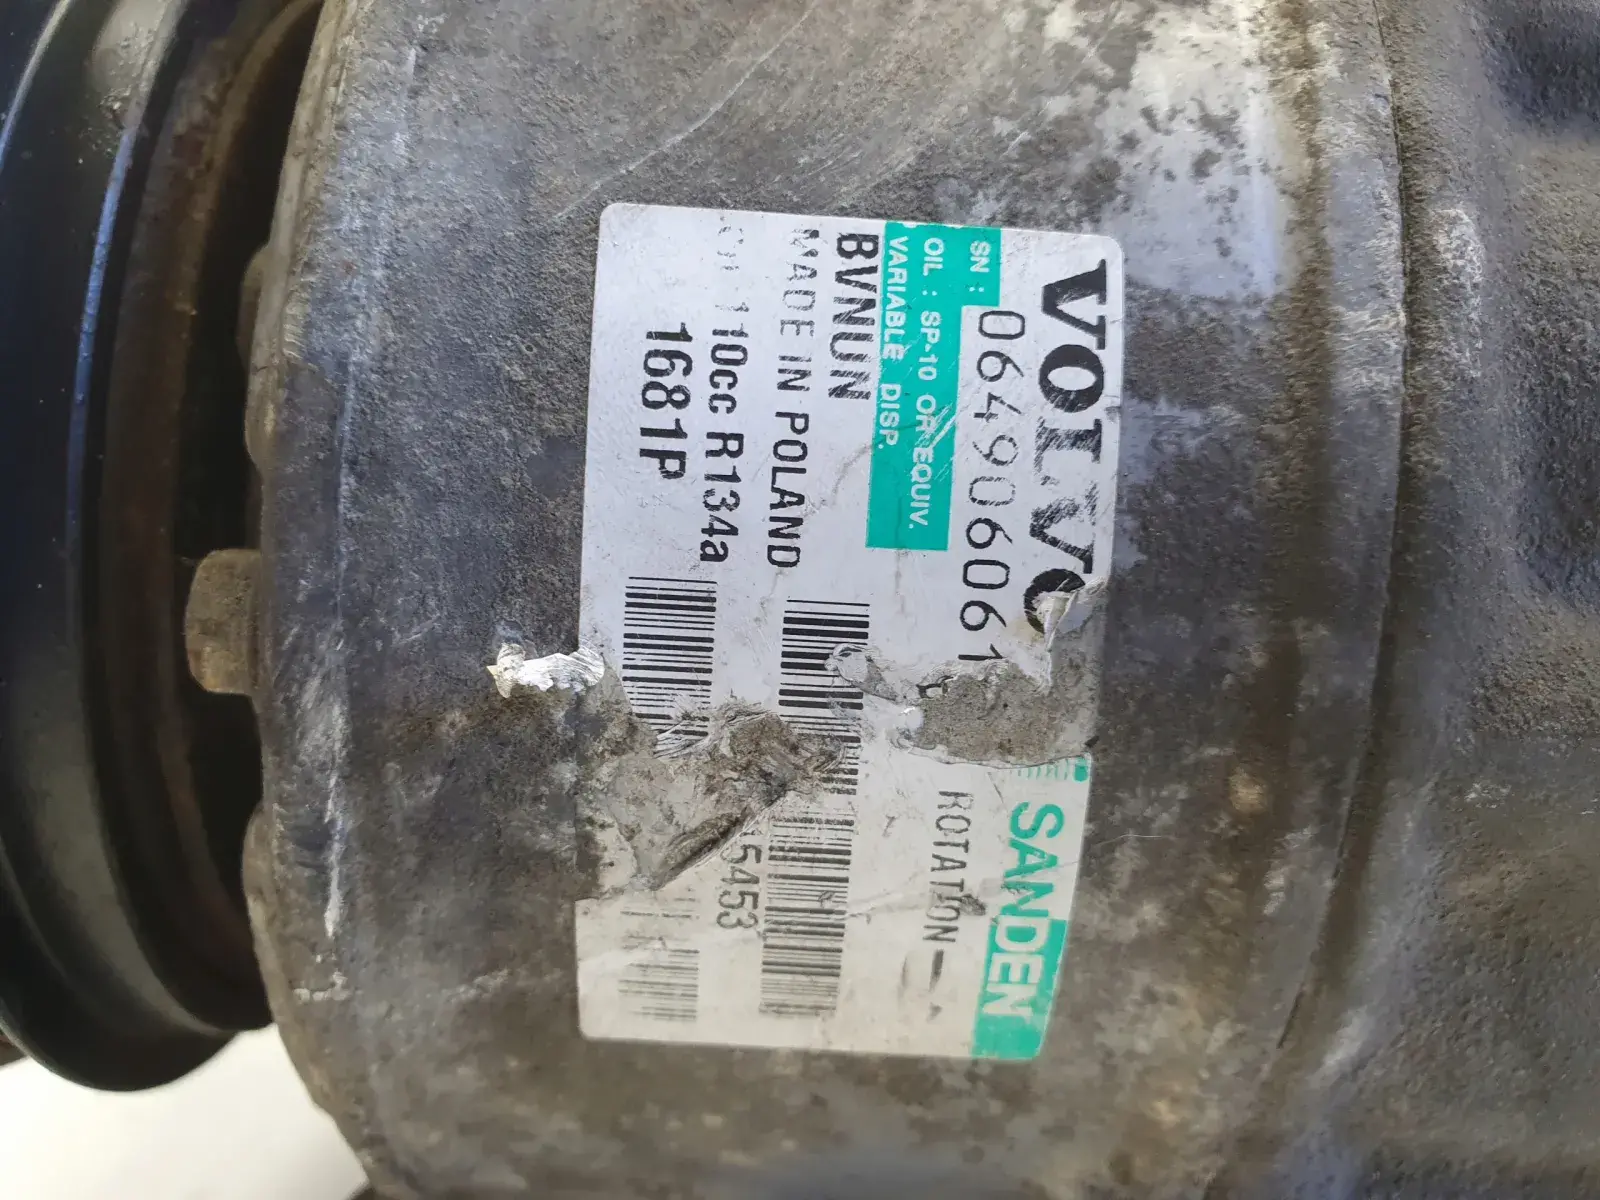 VOLVO
SN: 064906061
SANDEN
OIL : SP-10 OR EQUIV.
VARIABLE DISP.
ROTATION
BVNUN
MADE IN POLAND
110cc R134a
5453
1681P